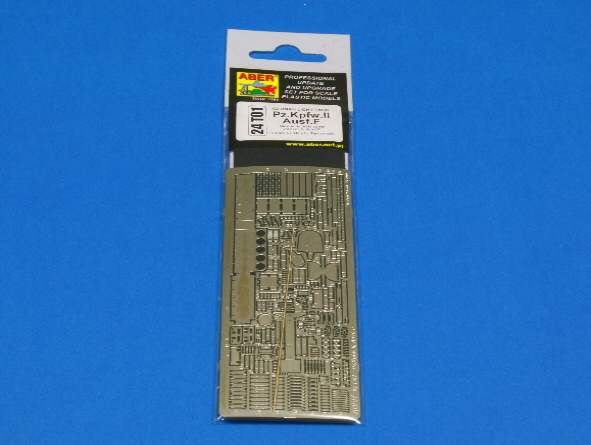 ABER
PROFESSIONAL
UPDATE
AND UPGRADE
SET FOR SCALE
PLASTIC MODELS
24T01
Pz.Kpfw.II
Ausf.F
www.aber.net.pl